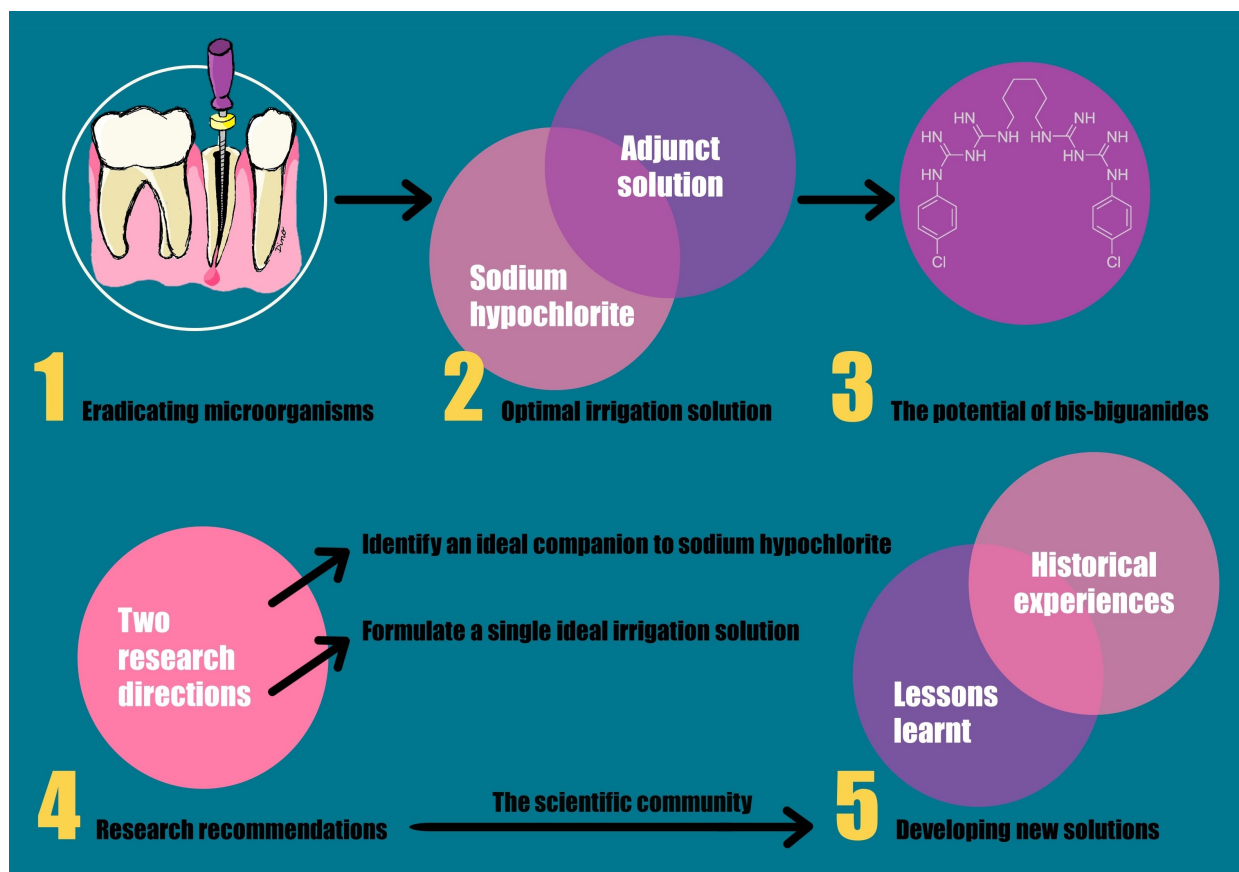 Dino
1 Eradicating microorganisms
Adjunct
solution
Sodium
hypochlorite
2 Optimal irrigation solution
NH
NH
HN
NH
HN
NH
HN
NH
HN
NH
Cl
Cl
3 The potential of bis-biguanides
Two
research
directions
Identify an ideal companion to sodium hypochlorite
Formulate a single ideal irrigation solution
4 Research recommendations
The scientific community
Historical
experiences
Lessons
learnt
5 Developing new solutions